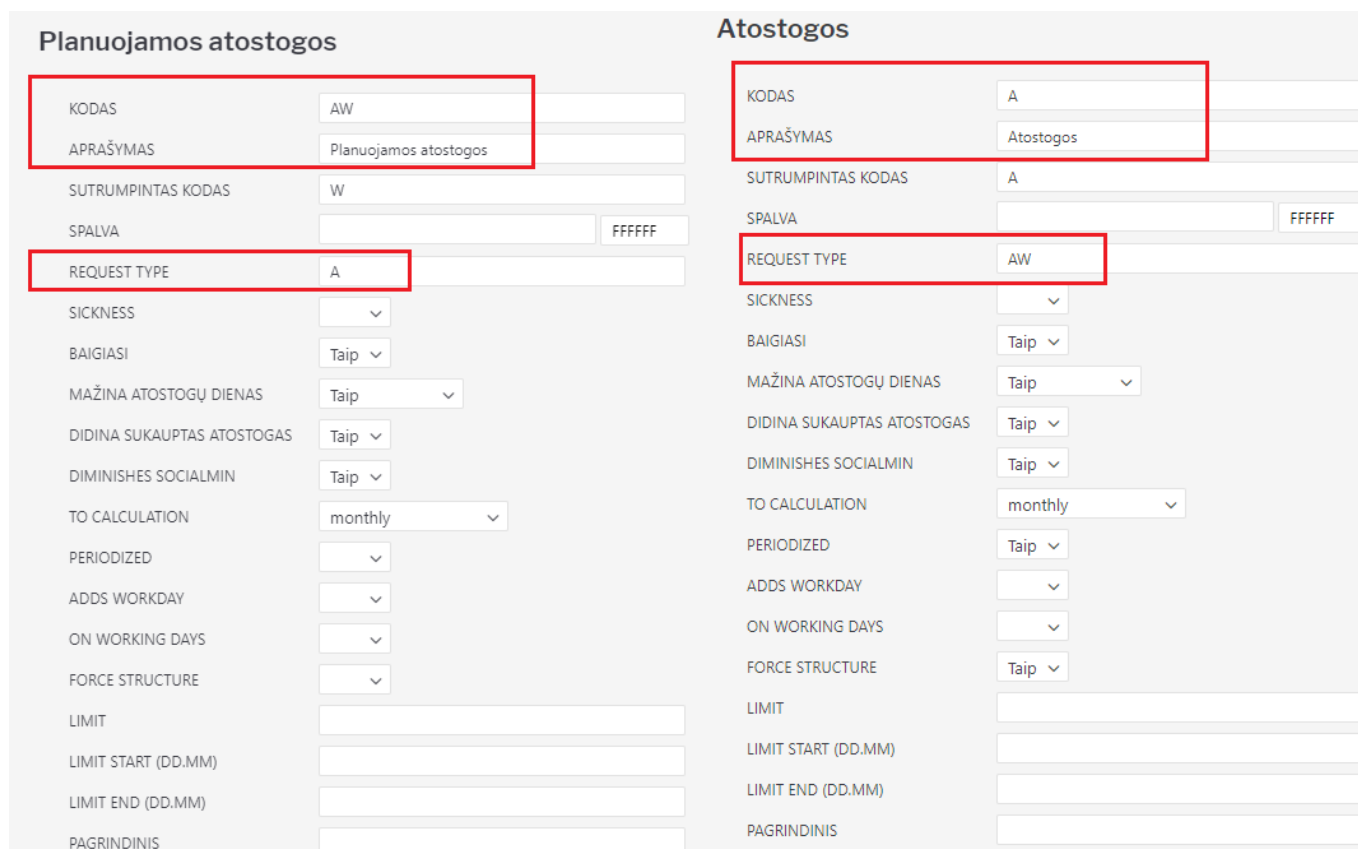 Planuojamos atostogos
KODAS AW
APRAŠYMAS Planuojamos atostogos
SUTRUMPINTAS KODAS W
SPALVA FFFFFF
REQUEST TYPE A
SICKNESS
BAIGIASI Taip
MAŽINA ATOSTOGŲ DIENAS Taip
DIDINA SUKAUPTAS ATOSTOGAS Taip
DIMINISHES SOCIALMIN Taip
TO CALCULATION monthly
PERIODIZED
ADDS WORKDAY
ON WORKING DAYS
FORCE STRUCTURE
LIMIT
LIMIT START (DD.MM)
LIMIT END (DD.MM)
PAGRINDINIS
Atostogos
KODAS A
APRAŠYMAS Atostogos
SUTRUMPINTAS KODAS A
SPALVA FFFFFF
REQUEST TYPE AW
SICKNESS
BAIGIASI Taip
MAŽINA ATOSTOGŲ DIENAS Taip
DIDINA SUKAUPTAS ATOSTOGAS Taip
DIMINISHES SOCIALMIN Taip
TO CALCULATION monthly
PERIODIZED Taip
ADDS WORKDAY
ON WORKING DAYS
FORCE STRUCTURE Taip
LIMIT
LIMIT START (DD.MM)
LIMIT END (DD.MM)
PAGRINDINIS